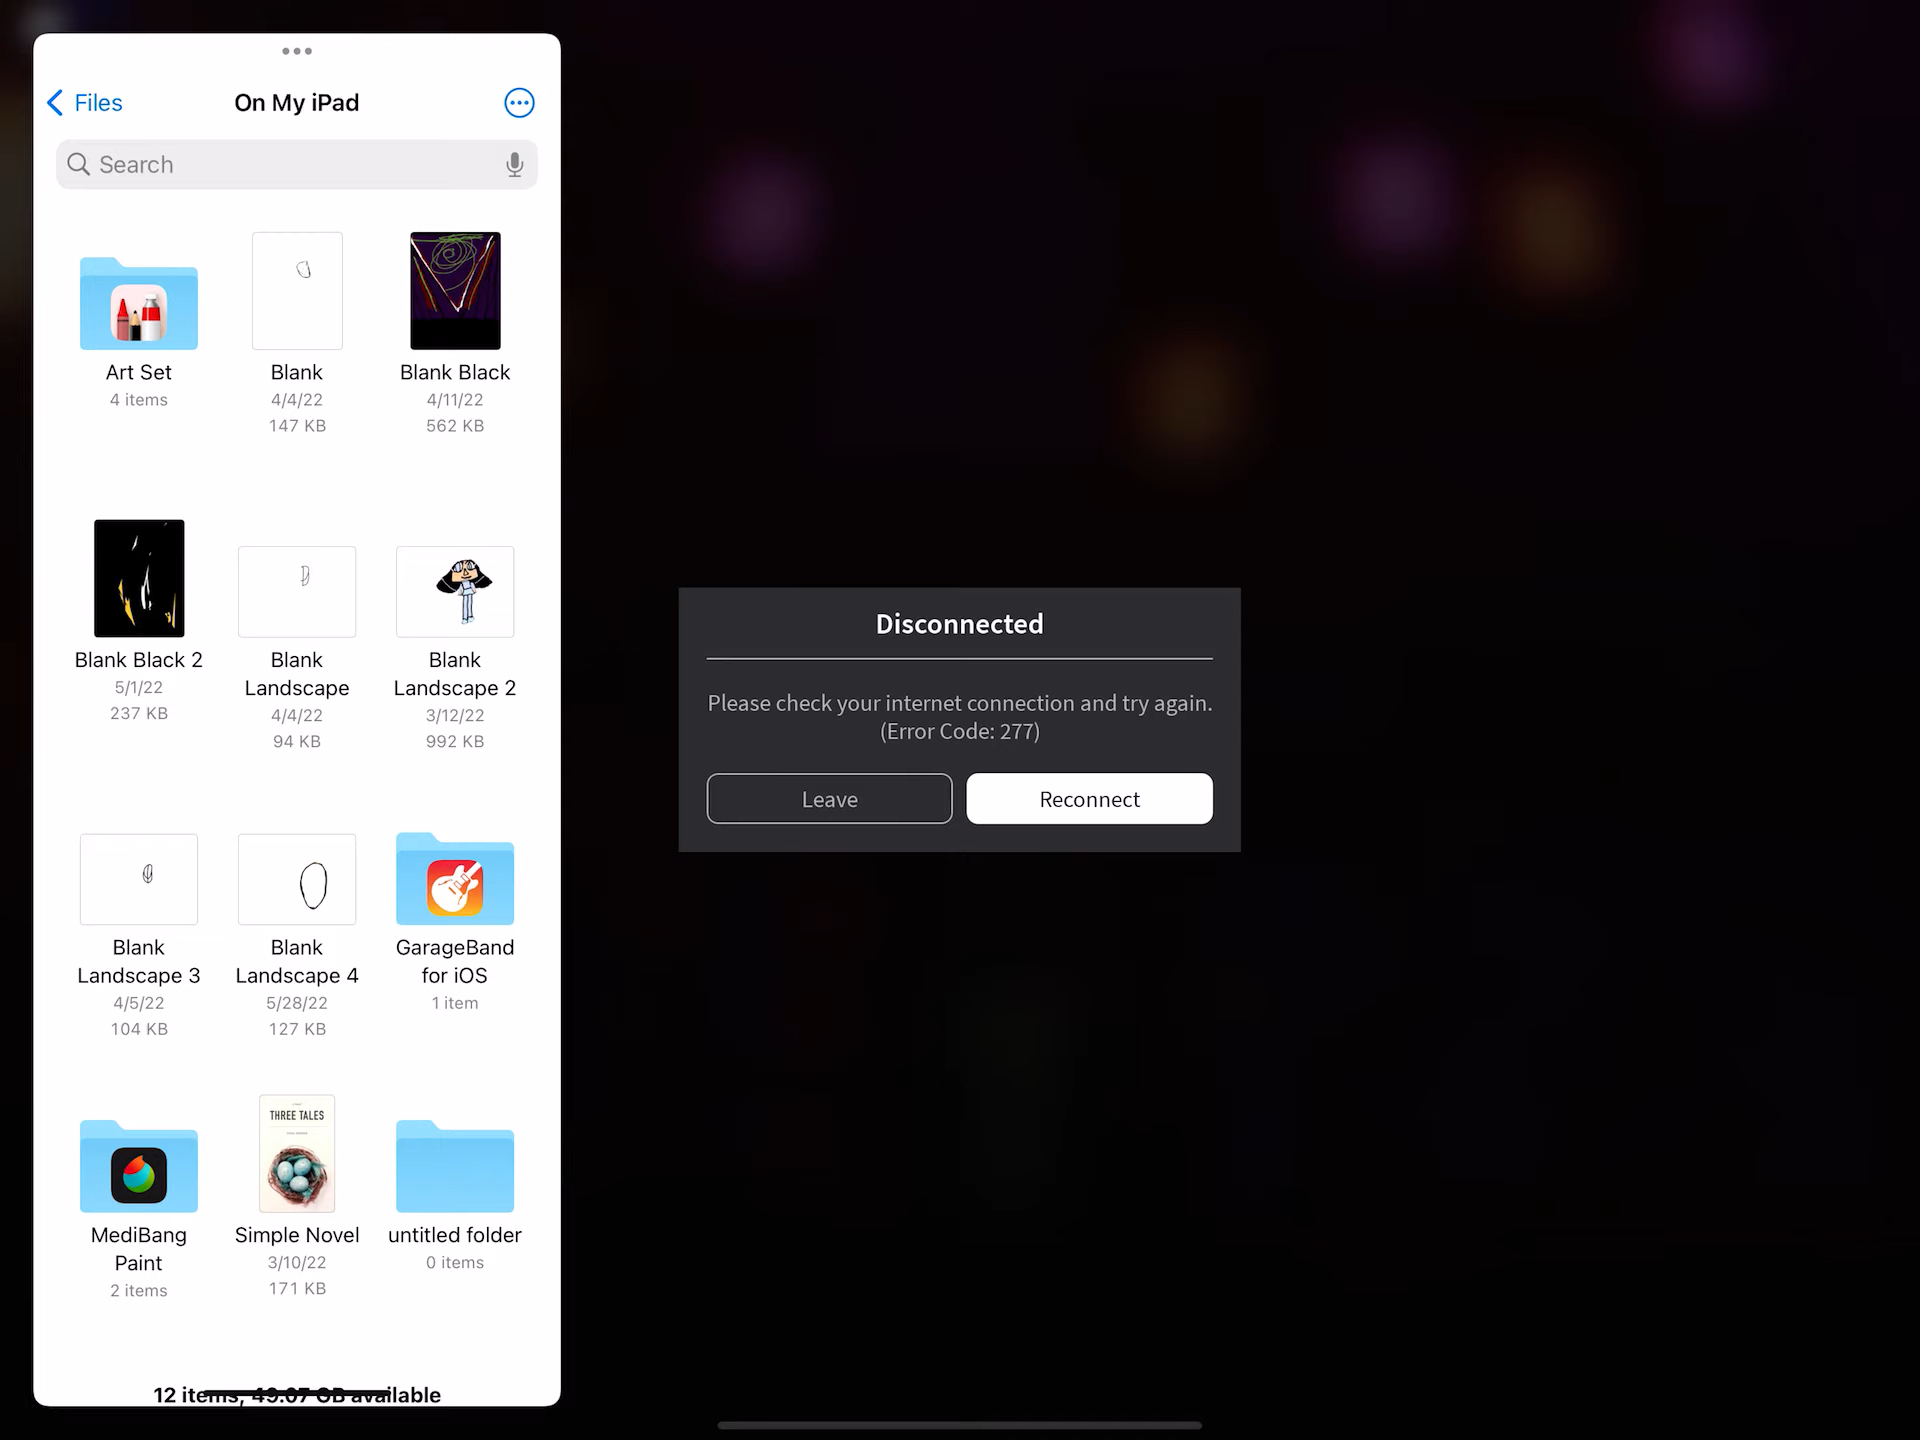 Files
On My iPad
Search
Art Set
4 items
Blank
4/4/22
147 KB
Blank Black
4/11/22
562 KB
Blank Black 2
5/1/22
237 KB
Blank
Landscape
4/4/22
94 KB
Blank
Landscape 2
3/12/22
992 KB
Blank
Landscape 3
4/5/22
104 KB
Blank
Landscape 4
5/28/22
127 KB
GarageBand
for iOS
1 item
MediBang
Paint
2 items
THREE TALES
Simple Novel
3/10/22
171 KB
untitled folder
0 items
12 items, 49.07 GB available
Disconnected
Please check your internet connection and try again.
(Error Code: 277)
Leave
Reconnect